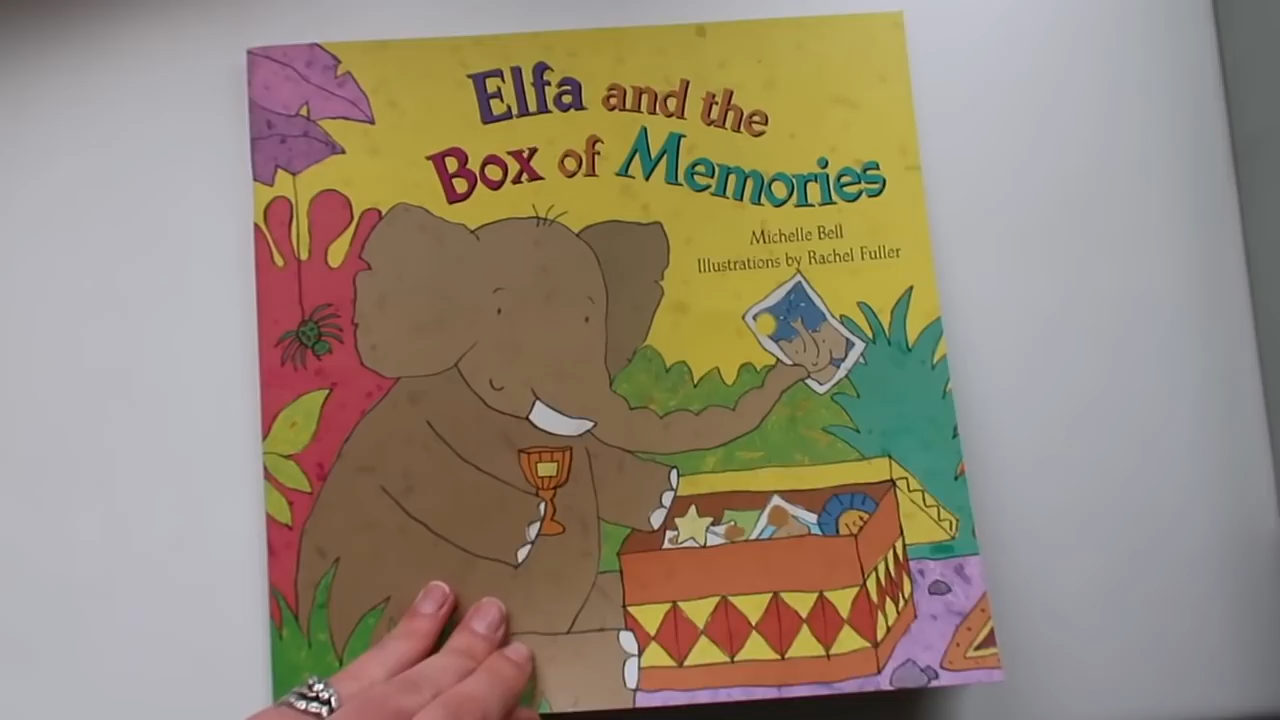 Elfa and the
Box of Memories
Michelle Bell
Illustrations by Rachel Fuller